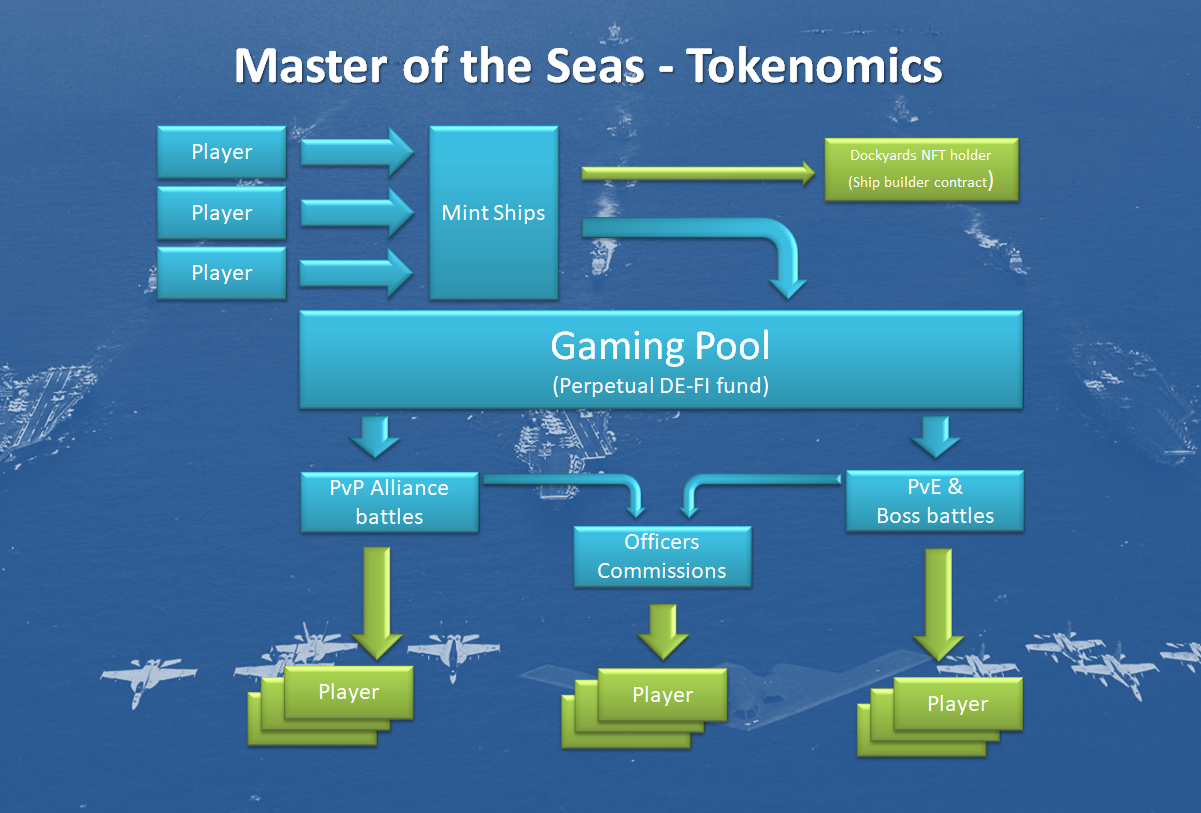 Master of the Seas - Tokenomics
Player
Player
Player
Mint Ships
Dockyards NFT holder
(Ship builder contract)
Gaming Pool
(Perpetual DE-FI fund)
PvP Alliance
battles
PvE &
Boss battles
Officers
Commissions
Player
Player
Player